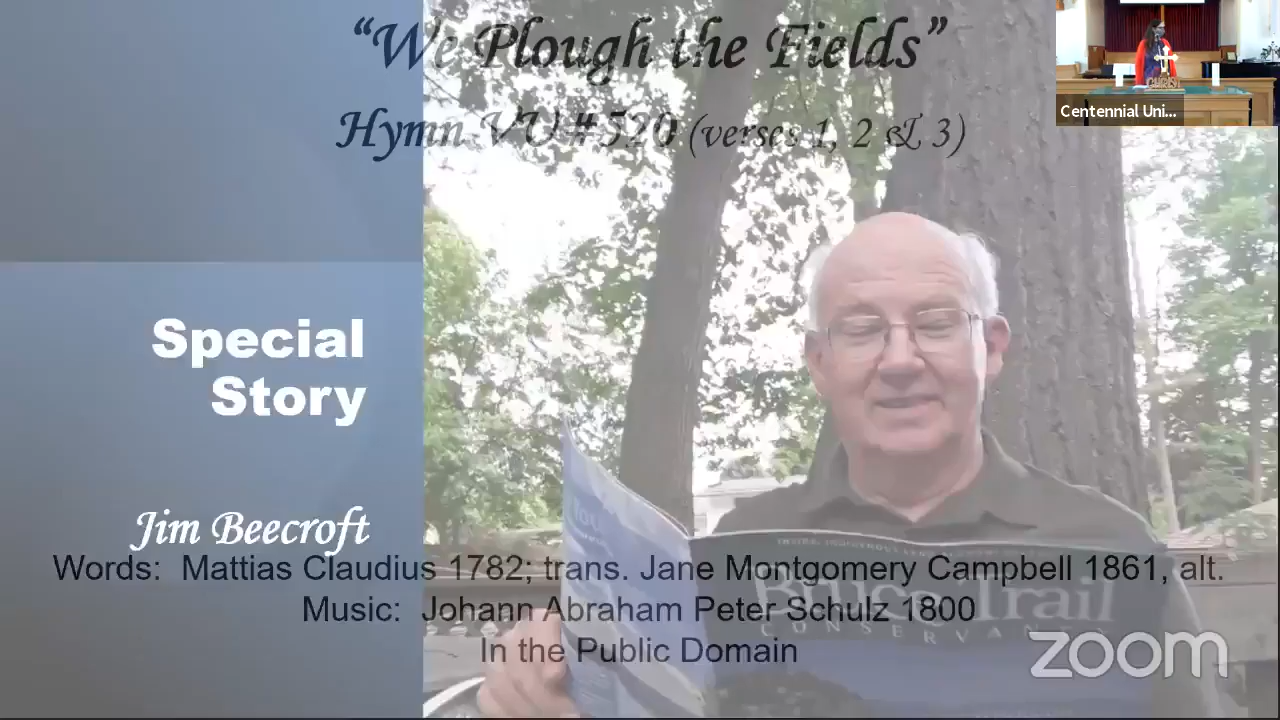 “We Plough the Fields”
Hymn VU #520 (verses 1, 2 & 3)
Centennial Uni...
Special
Story
Jim Beecroft
Words: Mattias Claudius 1782; trans. Jane Montgomery Campbell 1861, alt.
Music: Johann Abraham Peter Schulz 1800
In the Public Domain
Bruce Trail
CONSERVAN
zoom